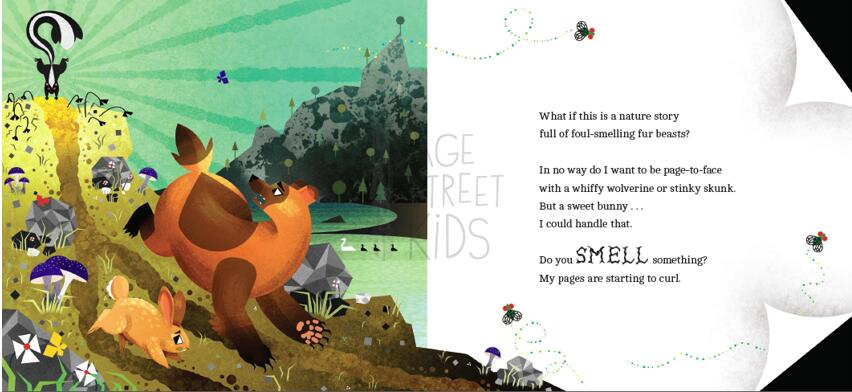 What if this is a nature story
full of foul-smelling fur beasts?
In no way do I want to be page-to-face
with a whiffy wolverine or stinky skunk.
But a sweet bunny . . .
I could handle that.
Do you SMELL something?
My pages are starting to curl.
AGE
TREET
KiDS